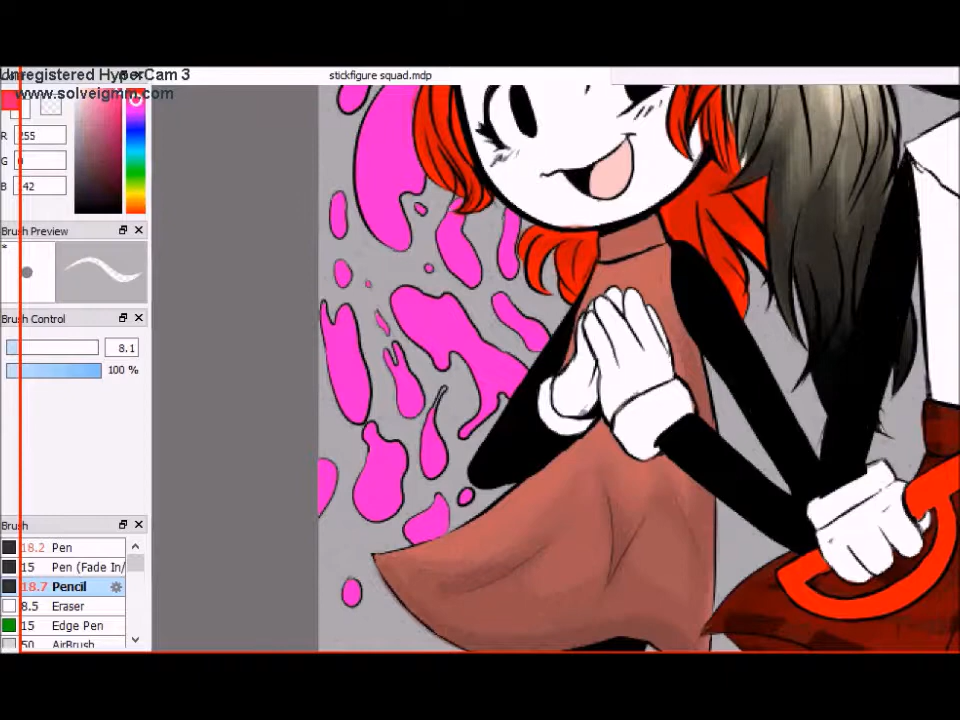 Unregistered HyperCam 3
www.solveigmm.com
stickfigure squad.mdp
R 255
G
B 42
Brush Preview
*
Brush Control
8.1
100 %
Brush
18.2 Pen
15 Pen (Fade In/
18.7 Pencil
8.5 Eraser
15 Edge Pen
50 AirBrush